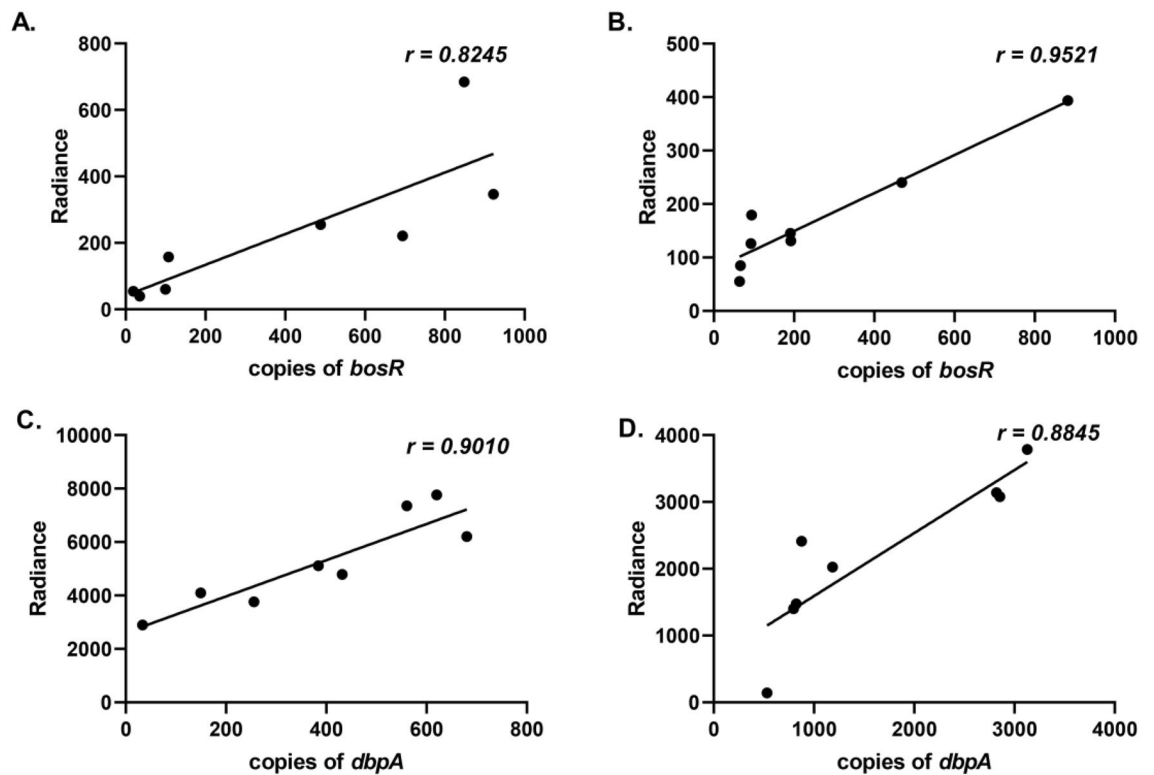 A.
r = 0.8245
800
600
400
200
0
Radiance
0 200 400 600 800 1000
copies of bosR
B.
r = 0.9521
500
400
300
200
100
0
Radiance
0 200 400 600 800 1000
copies of bosR
C.
r = 0.9010
10000
8000
6000
4000
2000
0
Radiance
0 200 400 600 800
copies of dbpA
D.
r = 0.8845
4000
3000
2000
1000
0
Radiance
0 1000 2000 3000 4000
copies of dbpA